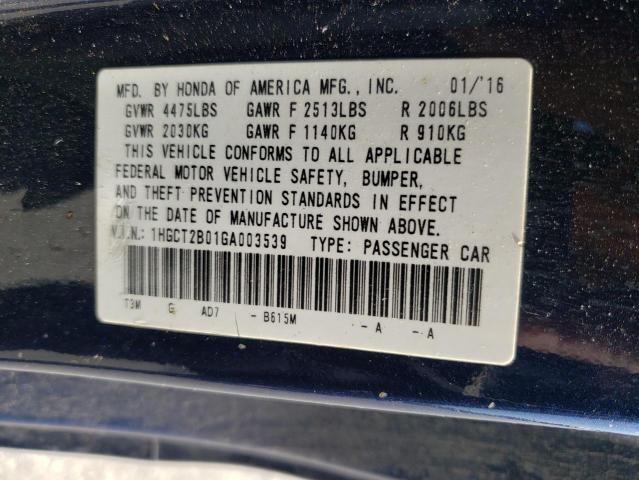 MFD. BY HONDA OF AMERICA MFG., INC. 01/'16
GVWR 4475LBS GAWR F 2513LBS R 2006LBS
GVWR 2030KG GAWR F 1140KG R 910KG
THIS VEHICLE CONFORMS TO ALL APPLICABLE
FEDERAL MOTOR VEHICLE SAFETY, BUMPER,
AND THEFT PREVENTION STANDARDS IN EFFECT
ON THE DATE OF MANUFACTURE SHOWN ABOVE.
V.I.N.: 1HGCT2B01GA003539 TYPE: PASSENGER CAR
T3M G AD7 - B615M - A - A